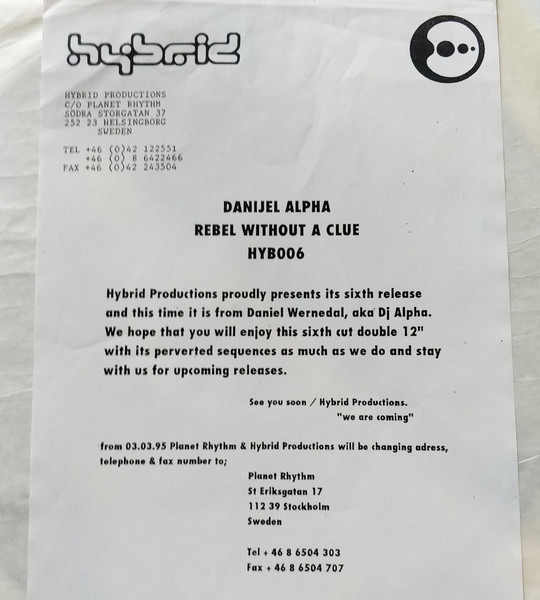 hybrid
HYBRID PRODUCTIONS
C/O PLANET RHYTHM
SÖDRA STORGATAN 37
252 23 HELSINGBORG
SWEDEN
TEL +46 (0)42 122551
+46 (0) 8 6422466
FAX +46 (0)42 243504
DANIJEL ALPHA
REBEL WITHOUT A CLUE
HYB006
Hybrid Productions proudly presents its sixth release
and this time it is from Daniel Wernedal, aka Dj Alpha.
We hope that you will enjoy this sixth cut double 12"
with its perverted sequences as much as we do and stay
with us for upcoming releases.
See you soon / Hybrid Productions.
"we are coming"
from 03.03.95 Planet Rhythm & Hybrid Productions will be changing adress,
telephone & fax number to;
Planet Rhythm
St Eriksgatan 17
112 39 Stockholm
Sweden
Tel + 46 8 6504 303
Fax + 46 8 6504 707